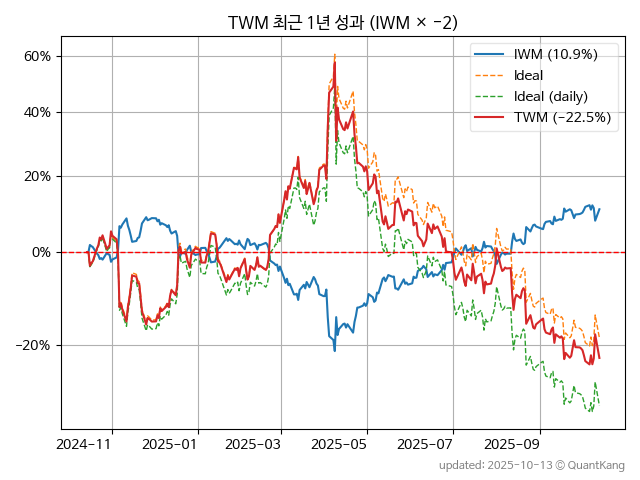 TWM 최근 1년 성과 (IWM × −2)
60%
40%
20%
0%
−20%
IWM (10.9%)
Ideal
Ideal (daily)
TWM (−22.5%)
2024-11
2025-01
2025-03
2025-05
2025-07
2025-09
updated: 2025-10-13 © QuantKang